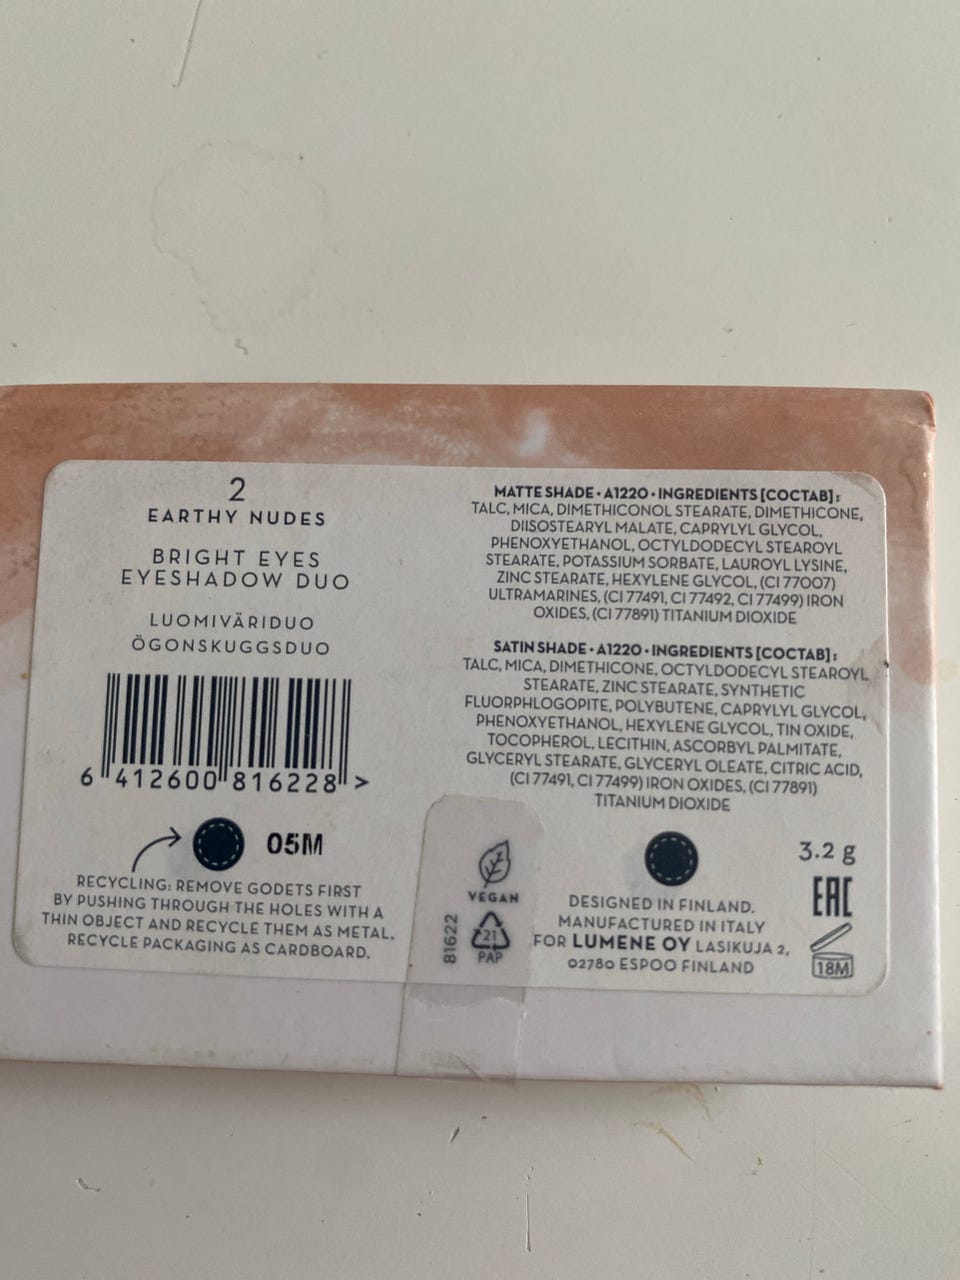 2
EARTHY NUDES
BRIGHT EYES
EYESHADOW DUO
LUOMIVÄRIDUO
ÖGONSKUGGSDUO
6 412600 816228 >
05M
RECYCLING: REMOVE GODETS FIRST
BY PUSHING THROUGH THE HOLES WITH A
THIN OBJECT AND RECYCLE THEM AS METAL.
RECYCLE PACKAGING AS CARDBOARD.
MATTE SHADE • A1220 • INGREDIENTS [COCTAB]:
TALC, MICA, DIMETHICONOL STEARATE, DIMETHICONE,
DIISOSTEARYL MALATE, CAPRYLYL GLYCOL,
PHENOXYETHANOL, OCTYLDODECYL STEAROYL
STEARATE, POTASSIUM SORBATE, LAUROYL LYSINE,
ZINC STEARATE, HEXYLENE GLYCOL, (CI 77007)
ULTRAMARINES, (CI 77491, CI 77492, CI 77499) IRON
OXIDES, (CI 77891) TITANIUM DIOXIDE
SATIN SHADE • A1220 • INGREDIENTS [COCTAB]:
TALC, MICA, DIMETHICONE, OCTYLDODECYL STEAROYL
STEARATE, ZINC STEARATE, SYNTHETIC
FLUORPHLOGOPITE, POLYBUTENE, CAPRYLYL GLYCOL,
PHENOXYETHANOL, HEXYLENE GLYCOL, TIN OXIDE,
TOCOPHEROL, LECITHIN, ASCORBYL PALMITATE,
GLYCERYL STEARATE, GLYCERYL OLEATE, CITRIC ACID,
(CI 77491, CI 77499) IRON OXIDES, (CI 77891)
TITANIUM DIOXIDE
VEGAN
81622
21
PAP
DESIGNED IN FINLAND.
MANUFACTURED IN ITALY
FOR LUMENE OY LASIKUJA 2,
02780 ESPOO FINLAND
3.2 g
EAC
18M